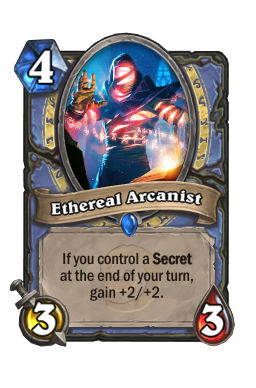 4
Ethereal Arcanist
If you control a Secret
at the end of your turn,
gain +2/+2.
3 3